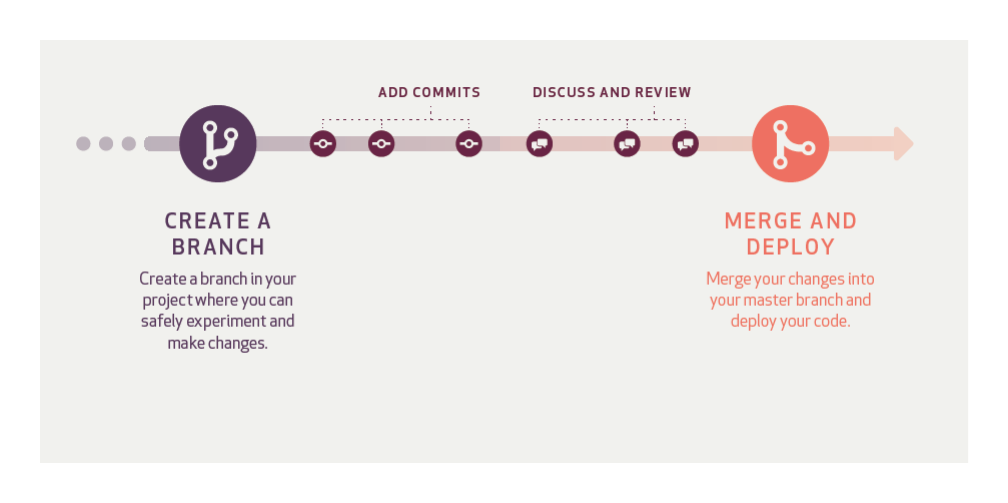 ADD COMMITS
DISCUSS AND REVIEW
CREATE A
BRANCH
Create a branch in your
project where you can
safely experiment and
make changes.
MERGE AND
DEPLOY
Merge your changes into
your master branch and
deploy your code.